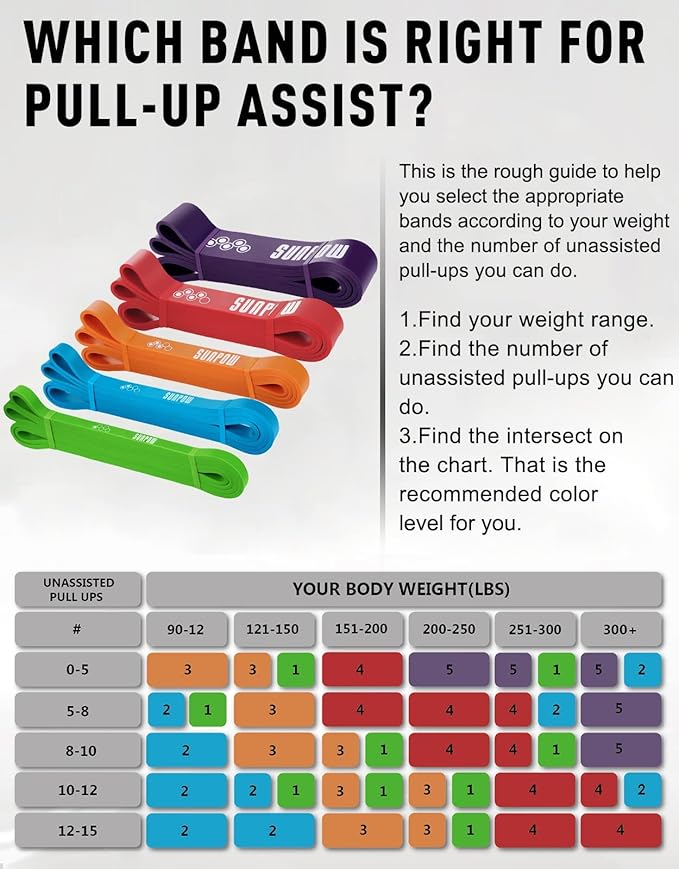 WHICH BAND IS RIGHT FOR
PULL-UP ASSIST?
This is the rough guide to help
you select the appropriate
bands according to your weight
and the number of unassisted
pull-ups you can do.
1.Find your weight range.
2.Find the number of
unassisted pull-ups you can
do.
3.Find the intersect on
the chart. That is the
recommended color
level for you.
SUNPOW
SUNPOW
SUNPOW
SUNPOW
SUNPOW
UNASSISTED
PULL UPS
YOUR BODY WEIGHT(LBS)
# 90-12 121-150 151-200 200-250 251-300 300+
0-5 3 3 1 4 5 5 1 5 2
5-8 2 1 3 4 4 4 2 5
8-10 2 3 3 1 4 4 1 5
10-12 2 2 1 3 1 3 1 4 4 2
12-15 2 2 3 3 1 4 4